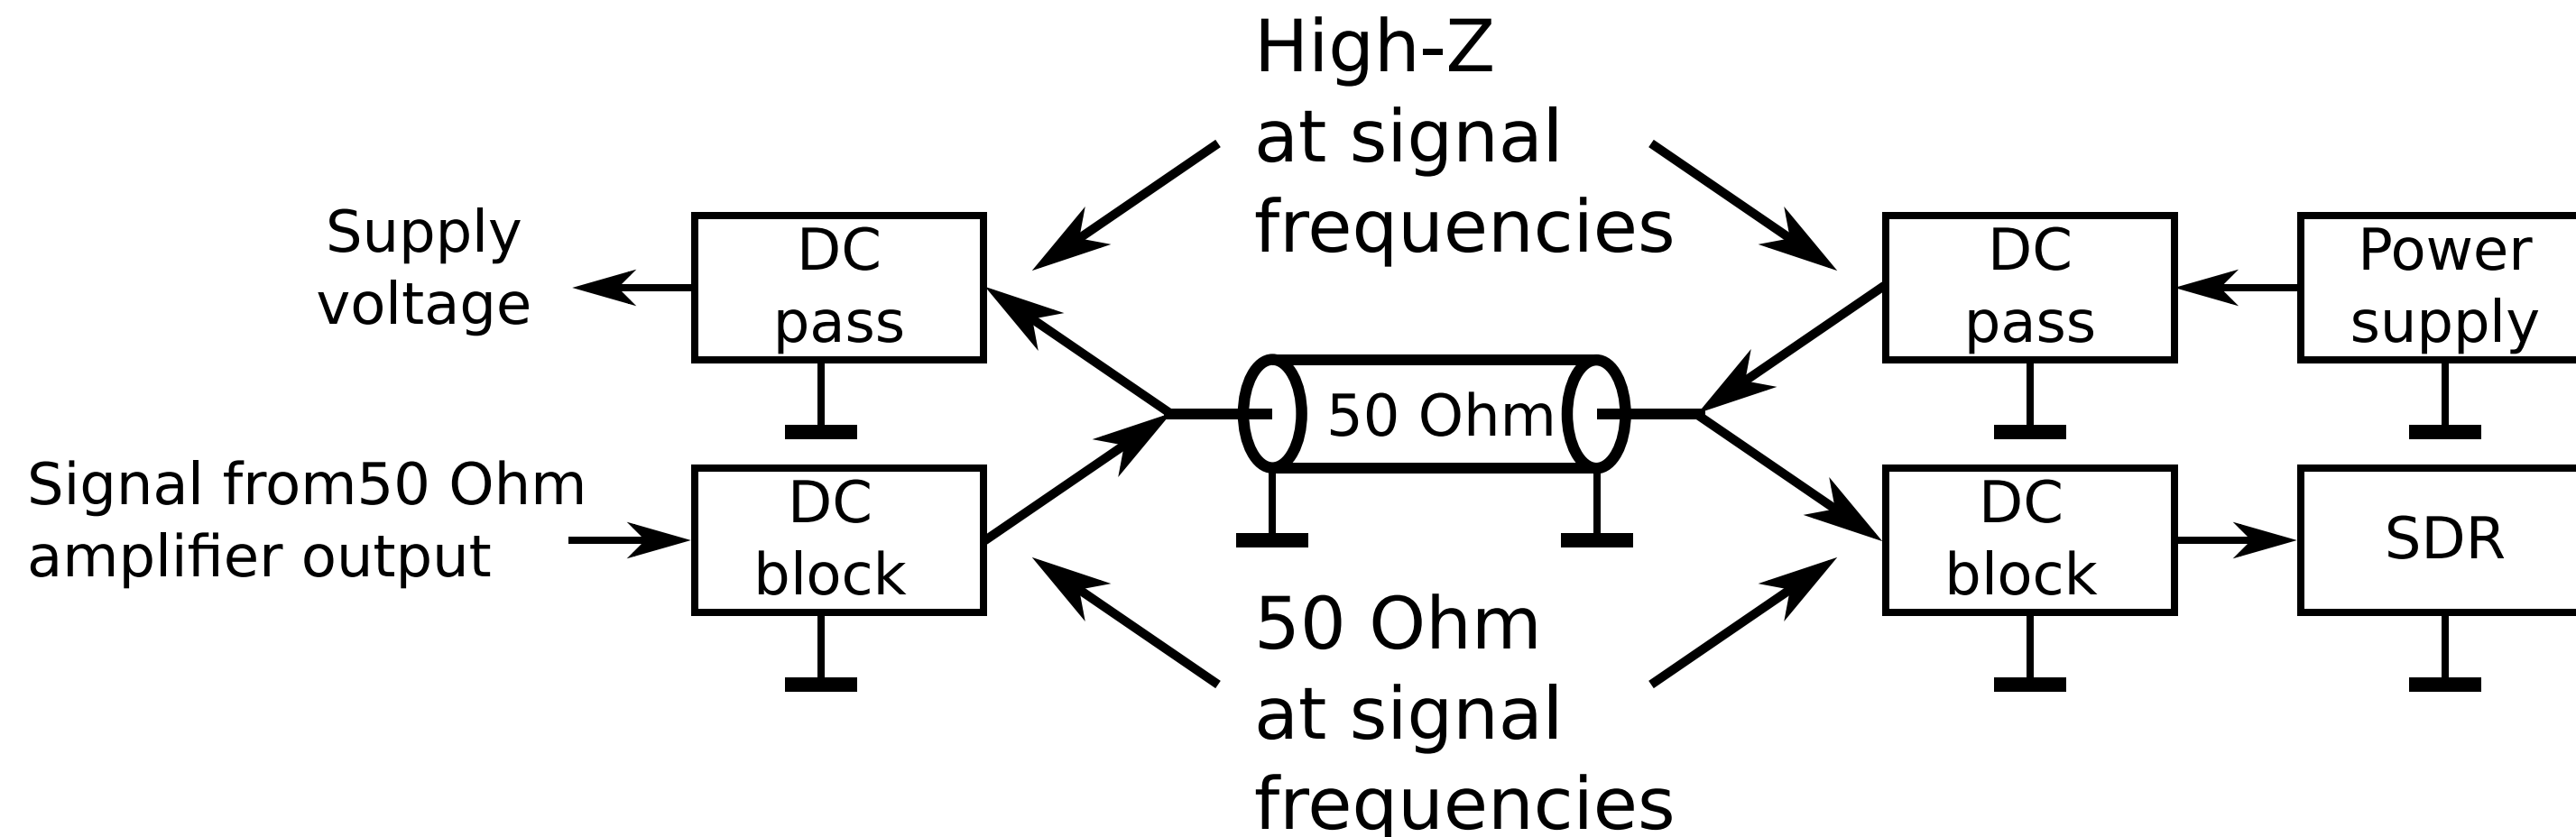 High-Z
at signal
frequencies
Supply
voltage
DC
pass
DC
pass
Power
supply
50 Ohm
Signal from50 Ohm
amplifier output
DC
block
DC
block
SDR
50 Ohm
at signal
frequencies